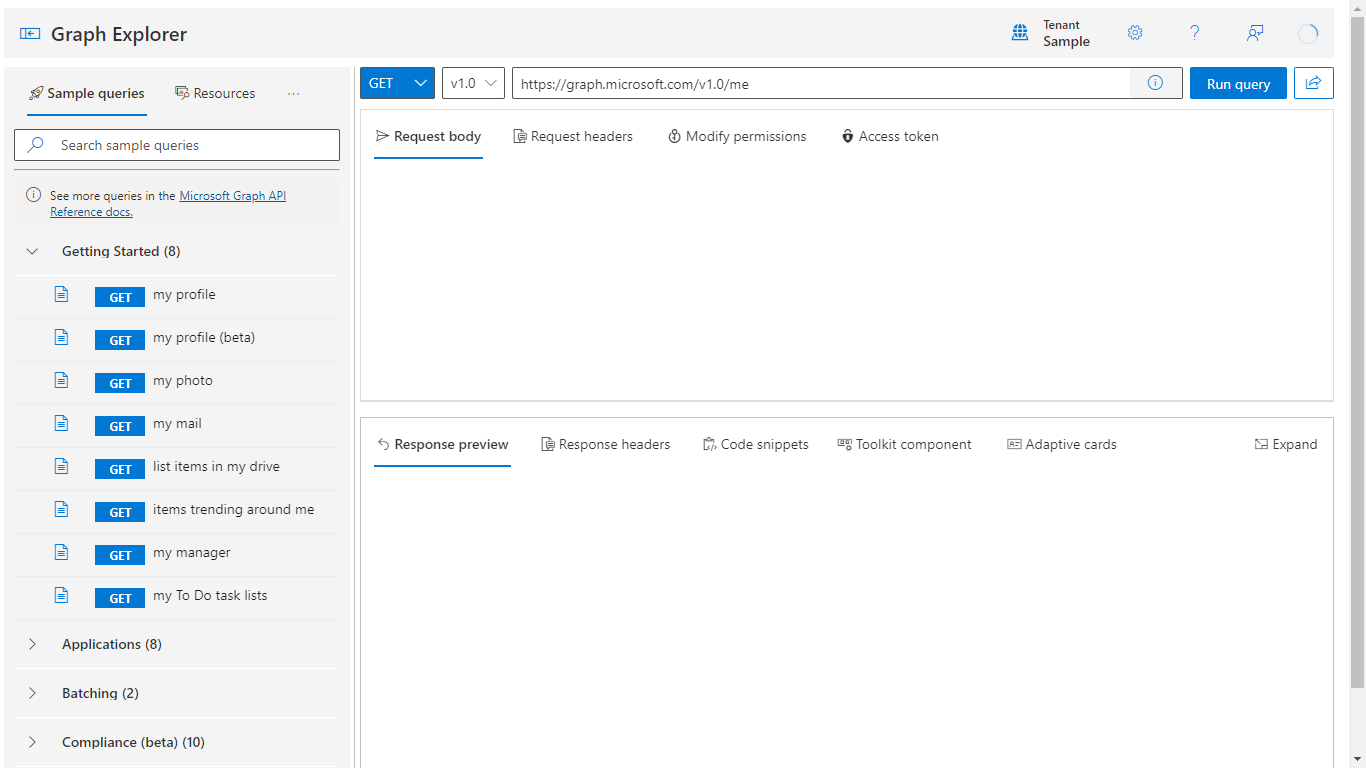 Graph Explorer
Tenant
Sample
Sample queries
Resources
...
Search sample queries
See more queries in the Microsoft Graph API
Reference docs.
Getting Started (8)
GET my profile
GET my profile (beta)
GET my photo
GET my mail
GET list items in my drive
GET items trending around me
GET my manager
GET my To Do task lists
Applications (8)
Batching (2)
Compliance (beta) (10)
GET v1.0 https://graph.microsoft.com/v1.0/me Run query
Request body Request headers Modify permissions Access token
Response preview Response headers Code snippets Toolkit component Adaptive cards Expand